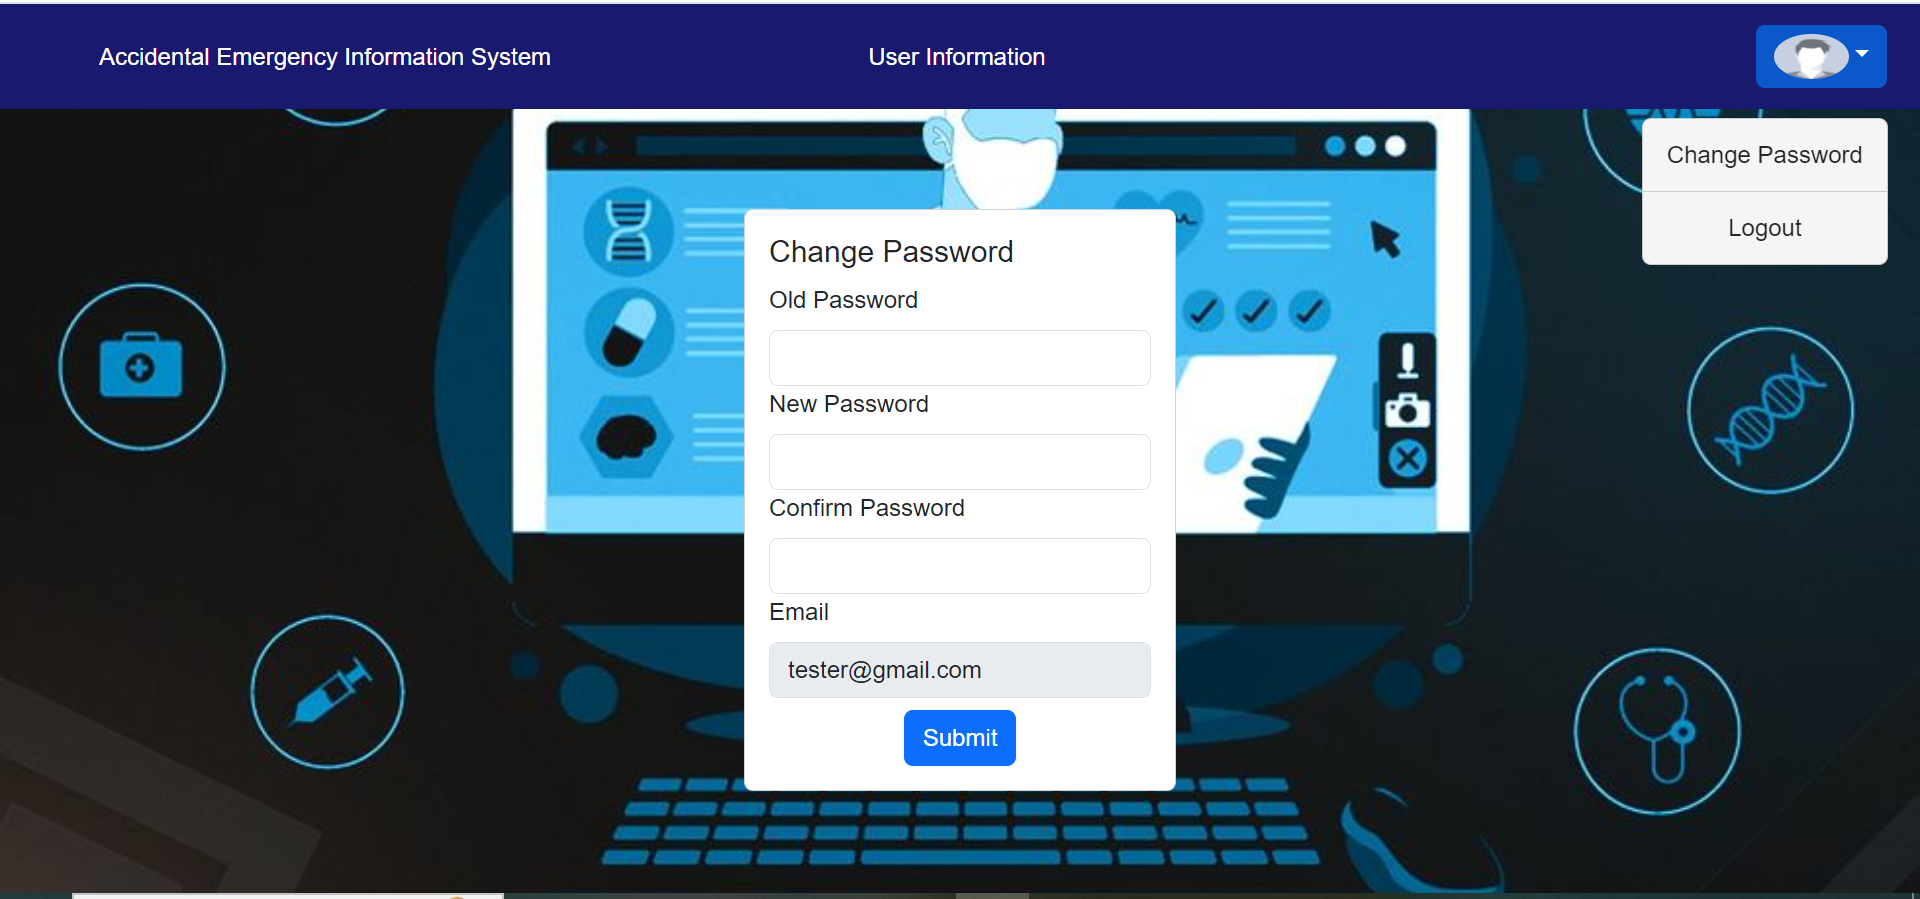 Accidental Emergency Information System
User Information
Change Password
Logout
Change Password
Old Password
New Password
Confirm Password
Email
tester@gmail.com
Submit